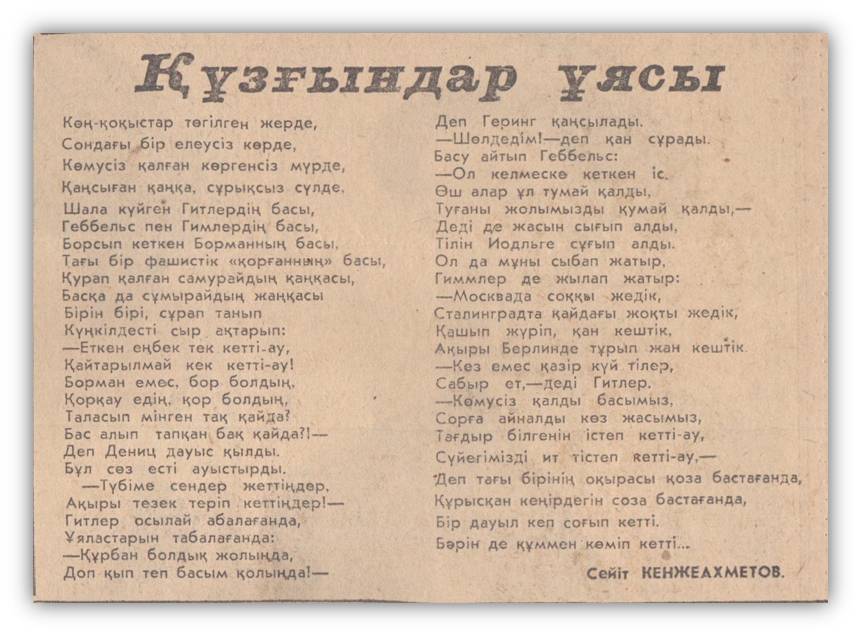 Құзғындар ұясы
Көң-қоқыстар төгілген жерде,
Сондағы бір елеусіз көрде,
Көмусіз қалған көргенсіз мүрде,
Қаңсыған қаңқа, сұрықсыз сүлде.
Шала күйген Гитлердің басы,
Геббельс пен Гимлердің басы,
Борсып кеткен Борманның басы,
Тағы бір фашистік «қорғанның» басы,
Қурап қалған самурайдың қаңкасы,
Басқа да сұмырайдың жаңқасы
Бірін бірі, сұрап танып
Күңкілдесті сыр ақтарып:
—Еткен еңбек тек кетті-ау,
Қайтарылмай кек кетті-ау!
Борман емес, бор болдың,
Қорқау едің, қор болдың,
Таласып мінген тақ қайда?
Бас алып тапқан бақ қайда?!—
Деп Дениц дауыс қылды.
Бұл сөз есті ауыстырды.
—Түбіме сендер жеттіңдер,
Ақыры тезек теріп кеттіңдер!—
Гитлер осылай абалағанда,
Ұяластарын табалағанда:
—Құрбан болдық жолыңда,
Доп қып теп басым қолыңда!—
Деп Геринг қаңсылады.
—Шөлдедім!—деп қан сұрады.
Басу айтып Геббельс:
—Ол келмеске кеткен іс.
Өш алар ұл тумай қалды,
Туғаны жолымызды қумай қалды,—
Деді де жасын сығып алды,
Тілін Иодльге сұғып алды.
Ол да мұны сыбап жатыр,
Гиммлер де жылап жатыр:
—Москвада соққы жедік,
Сталинградта қайдағы жоқты жедік,
Қашып жүріп, қан кештік,
Ақыры Берлинде тұрып жан кештік.
—Кез емес қазір күй тілер,
Сабыр ет,—деді Гитлер.
—Көмусіз қалды басымыз,
Сорға айналды көз жасымыз,
Тағдыр білгенін істеп кетті-ау,
Сүйегімізді ит тістеп кетті-ау,—
Деп тағы бірінің оқырасы қоза бастағанда,
Құрысқан кеңірдегін соза бастағанда,
Бір дауыл кеп соғып кетті.
Бәрін де құммен көміп кетті...
Сейіт КЕНЖЕАХМЕТОВ.